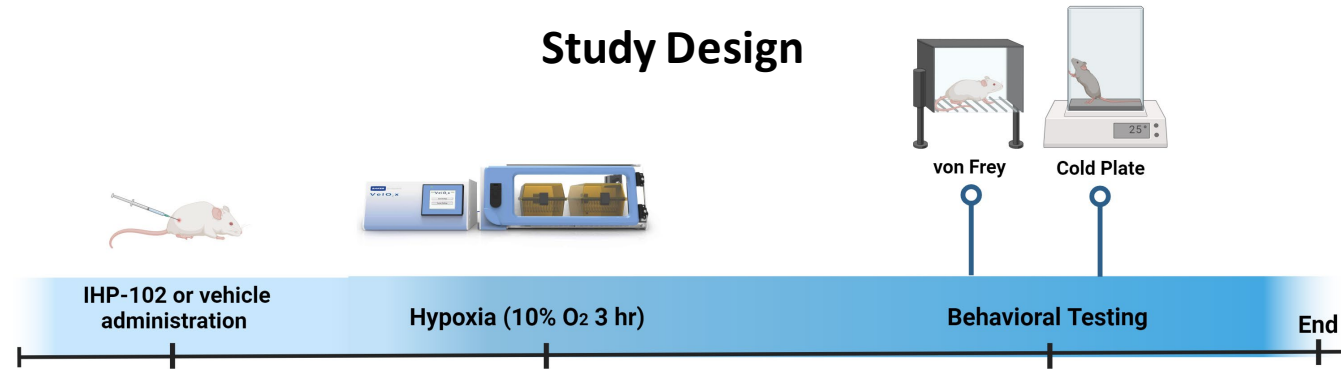 Study Design
von Frey
Cold Plate
25°
VetO₂x
IHP-102 or vehicle
administration
Hypoxia (10% O₂ 3 hr)
Behavioral Testing
End